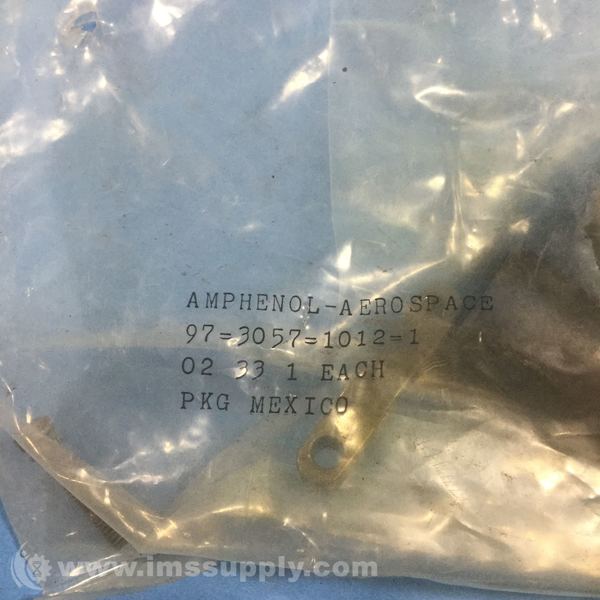 AMPHENOL-AEROSPACE
97=3057=1012=1
02 33 1 EACH
PKG MEXICO
www.imssupply.com